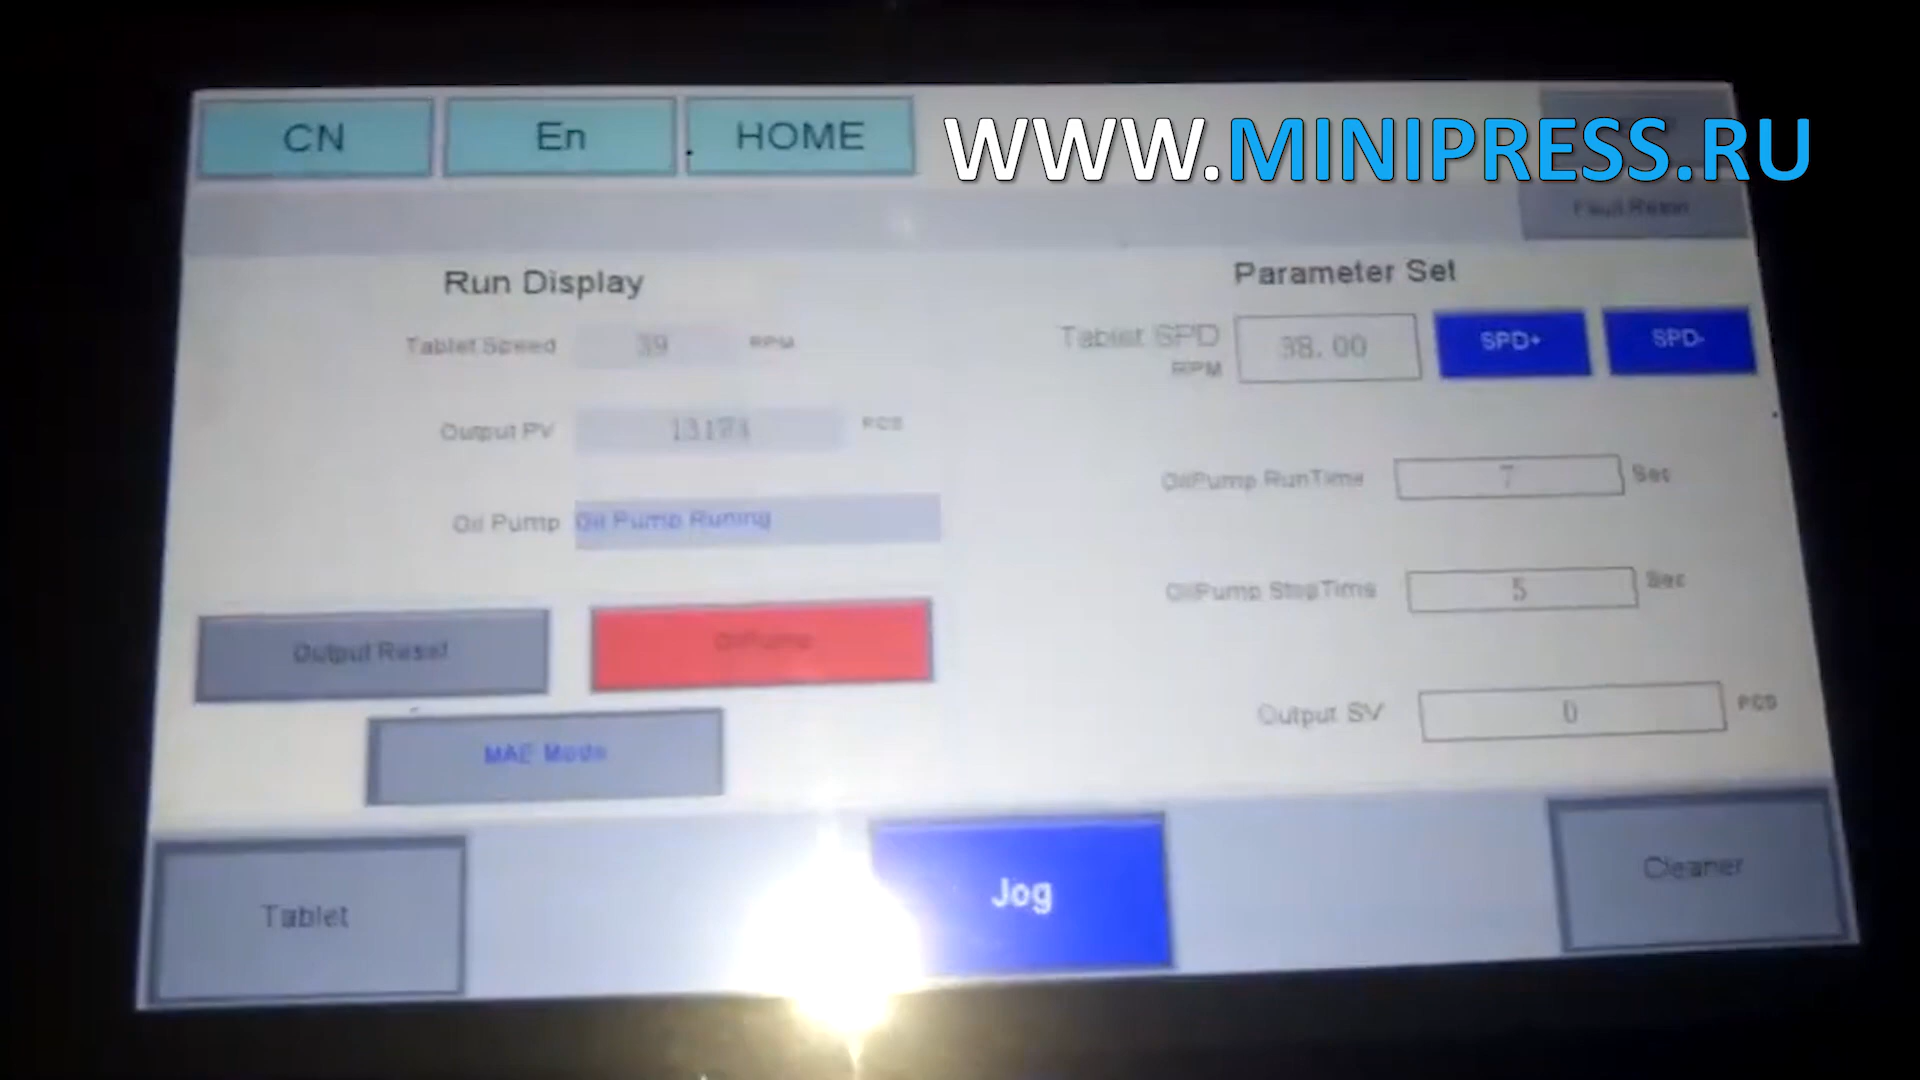 CN En HOME
WWW.MINIPRESS.RU
Run Display
Parameter Set
Tablet Speed 39 RPM
Tablet SPD 38.00 SPD+ SPD-
RPM
Output PV PCS
OilPump RunTime 7 Sec
Oil Pump Oil Pump Runing
OilPump StopTime 5 Sec
Output Reset OilPump
Output SV 0 PCS
Mode
Tablet Jog Cleaner